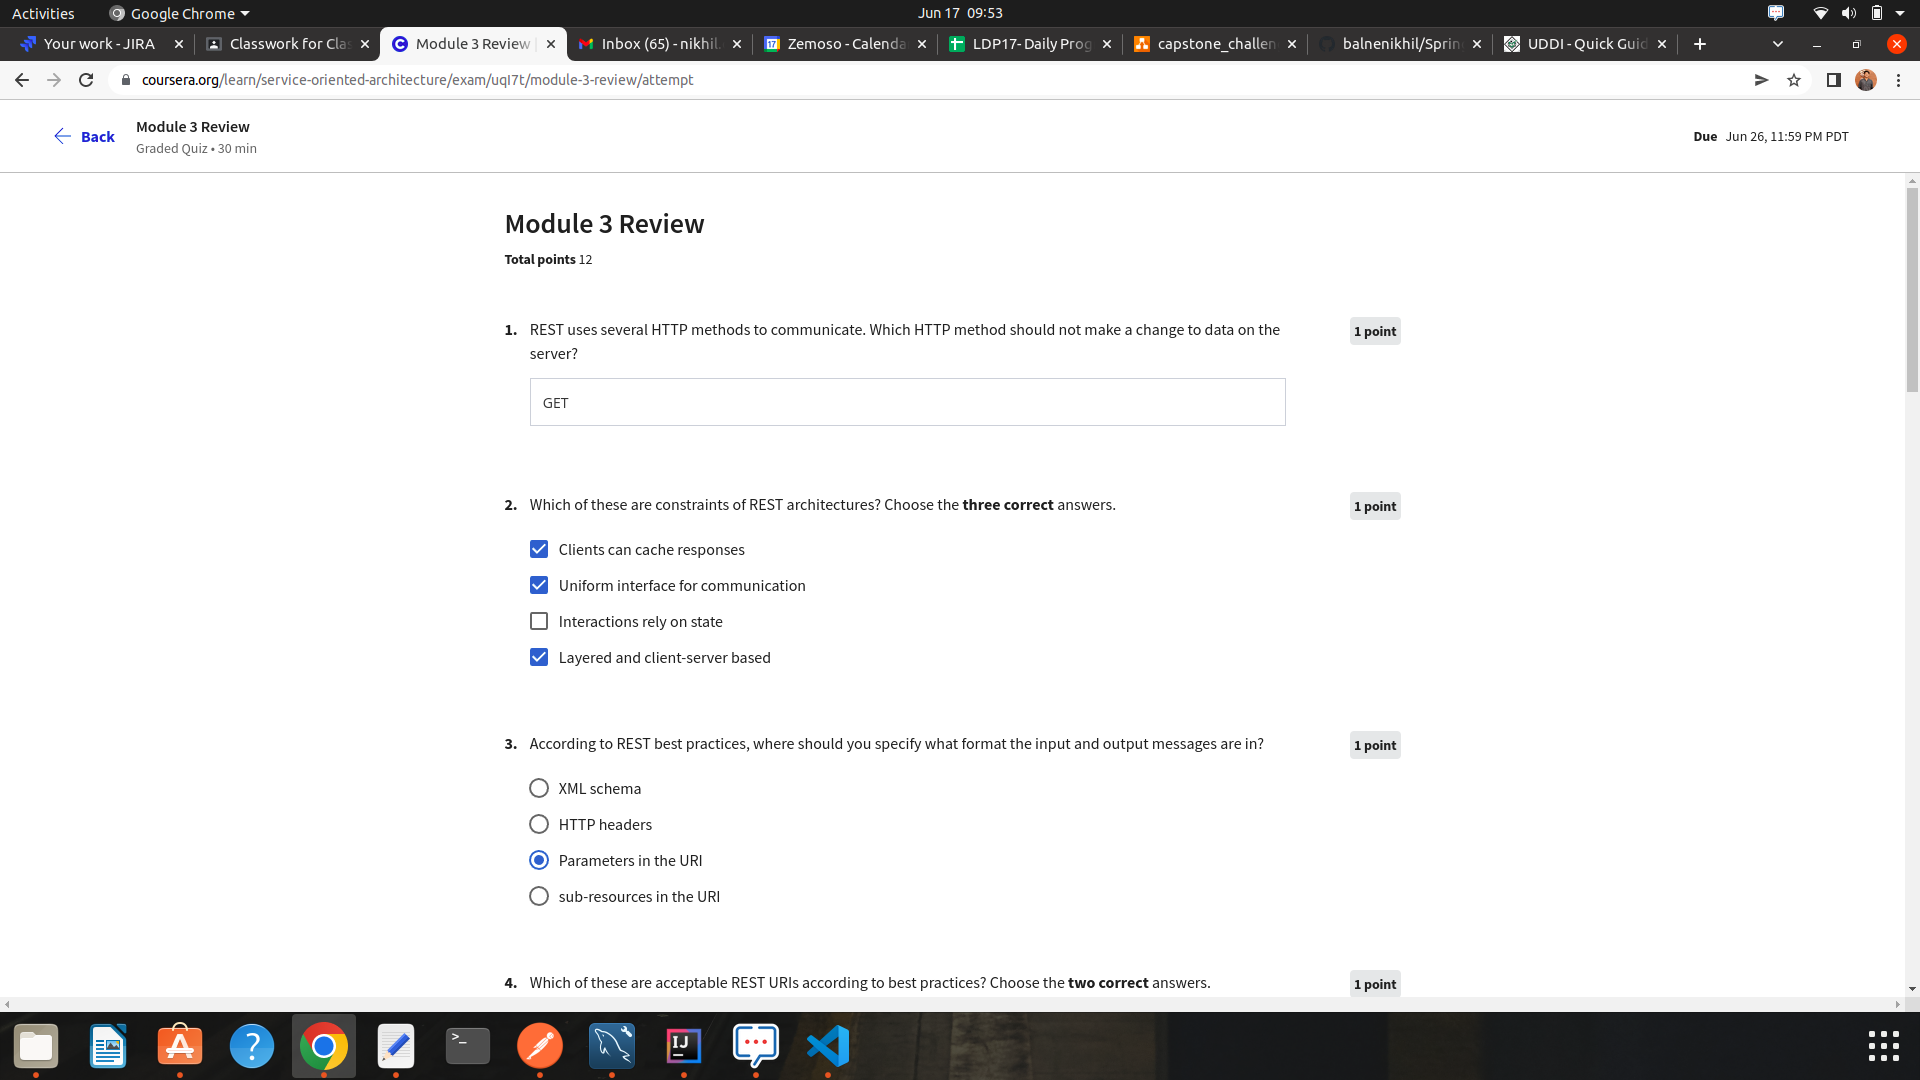 Activities
Google Chrome
Jun 17 09:53
Your work - JIRA
Classwork for Clas
Module 3 Review |
Inbox (65) - nikhil.
Zemoso - Calenda
LDP17- Daily Prog
capstone_challen
balnenikhil/Sprin
UDDI - Quick Guid
coursera.org/learn/service-oriented-architecture/exam/uqI7t/module-3-review/attempt
Back
Module 3 Review
Graded Quiz • 30 min
Due Jun 26, 11:59 PM PDT
Module 3 Review
Total points 12
1. REST uses several HTTP methods to communicate. Which HTTP method should not make a change to data on the
server?
1 point
GET
2. Which of these are constraints of REST architectures? Choose the three correct answers.
1 point
Clients can cache responses
Uniform interface for communication
Interactions rely on state
Layered and client-server based
3. According to REST best practices, where should you specify what format the input and output messages are in?
1 point
XML schema
HTTP headers
Parameters in the URI
sub-resources in the URI
4. Which of these are acceptable REST URIs according to best practices? Choose the two correct answers.
1 point